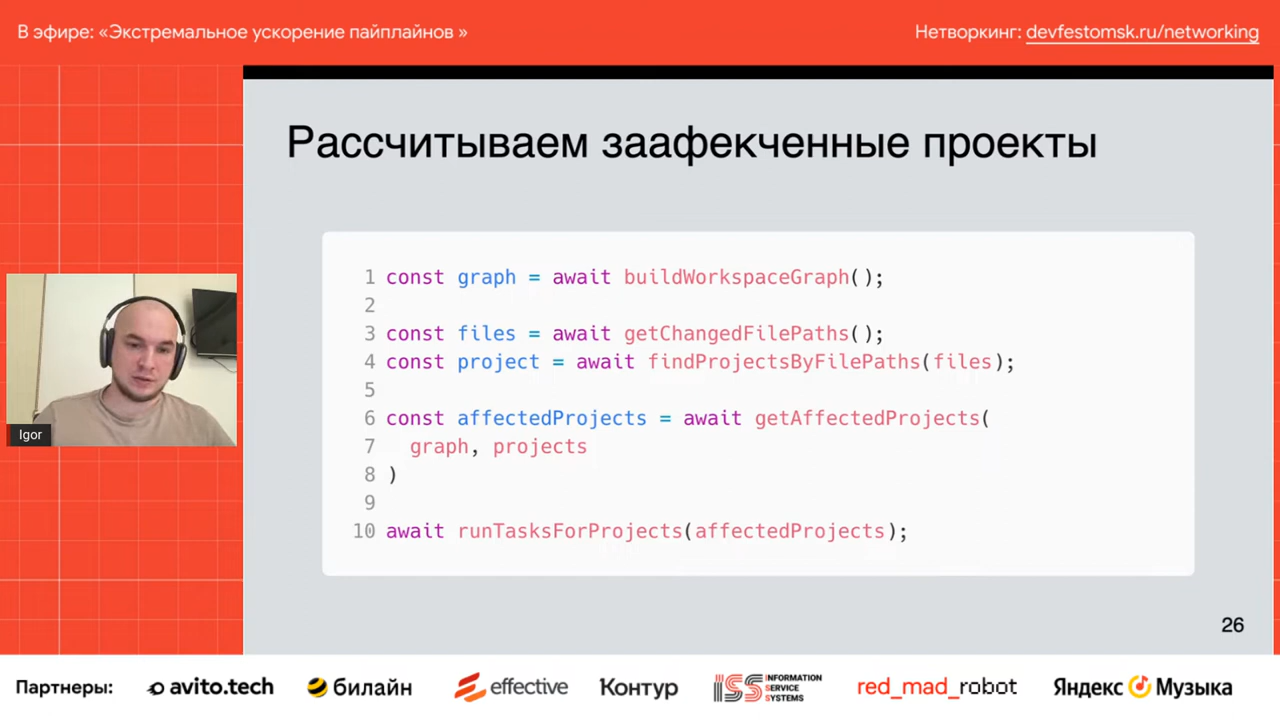 В эфире: «Экстремальное ускорение пайплайнов »
Нетворкинг: devfestomsk.ru/networking
Рассчитываем заафекченные проекты
1 const graph = await buildWorkspaceGraph();
2
3 const files = await getChangedFilePaths();
4 const project = await findProjectsByFilePaths(files);
5
6 const affectedProjects = await getAffectedProjects(
7   graph, projects
8 )
9
10 await runTasksForProjects(affectedProjects);
Igor
26
Партнеры: avito.tech билайн effective Контур ISS INFORMATION SERVICE SYSTEMS red_mad_robot Яндекс Музыка